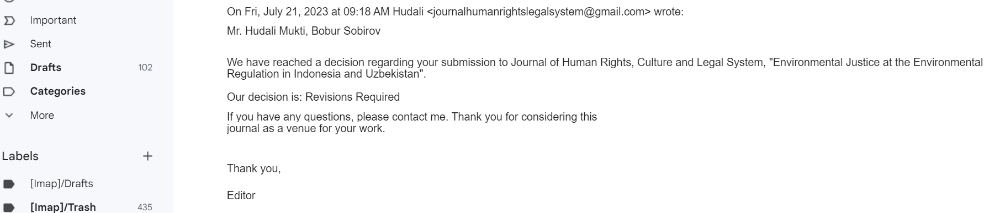 Important
Sent
Drafts 102
Categories
More
Labels +
[Imap]/Drafts
[Imap]/Trash 435
On Fri, July 21, 2023 at 09:18 AM Hudali <journalhumanrightslegalsystem@gmail.com> wrote:
Mr. Hudali Mukti, Bobur Sobirov
We have reached a decision regarding your submission to Journal of Human Rights, Culture and Legal System, "Environmental Justice at the Environmental
Regulation in Indonesia and Uzbekistan".
Our decision is: Revisions Required
If you have any questions, please contact me. Thank you for considering this
journal as a venue for your work.
Thank you,
Editor